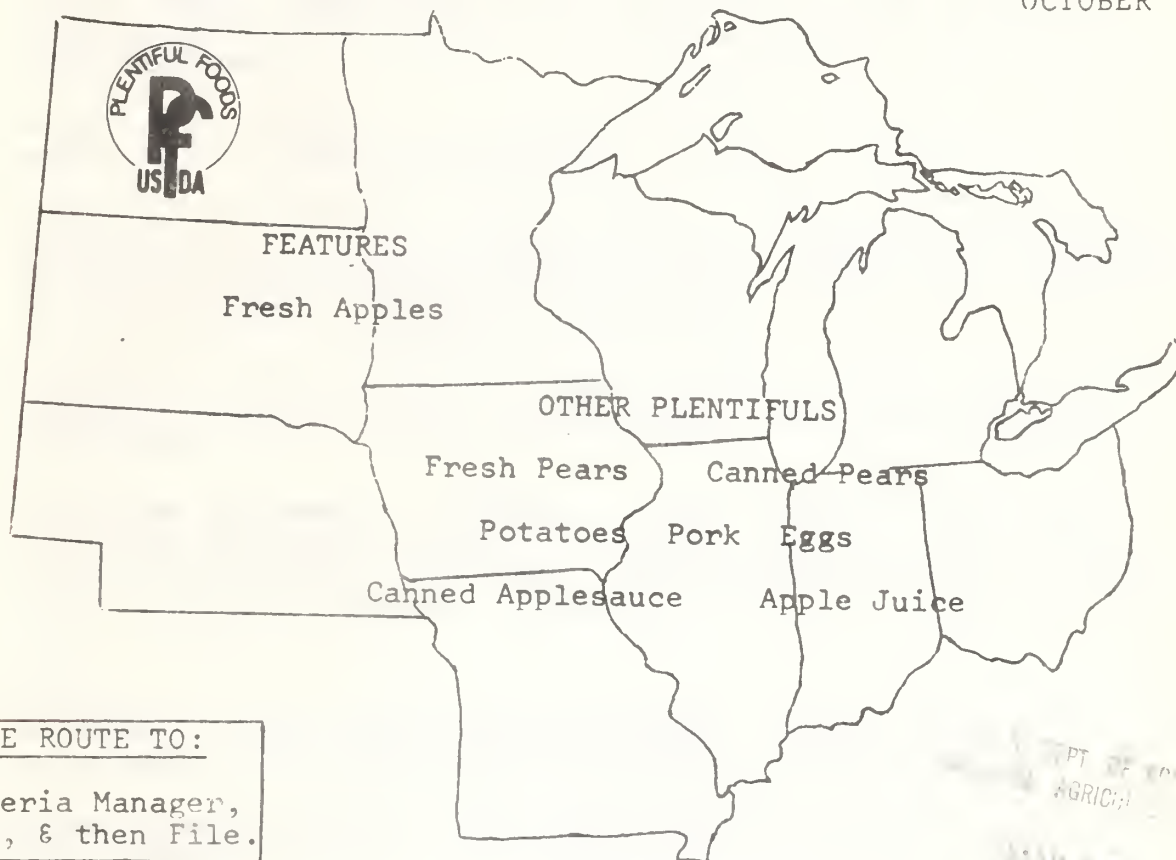 OCTOBER
PLENTIFUL FOODS
USDA
FEATURES
Fresh Apples
OTHER PLENTIFULS
Fresh Pears Canned Pears
Potatoes Pork Eggs
Canned Applesauce Apple Juice
E ROUTE TO:
eria Manager,
, & then File.